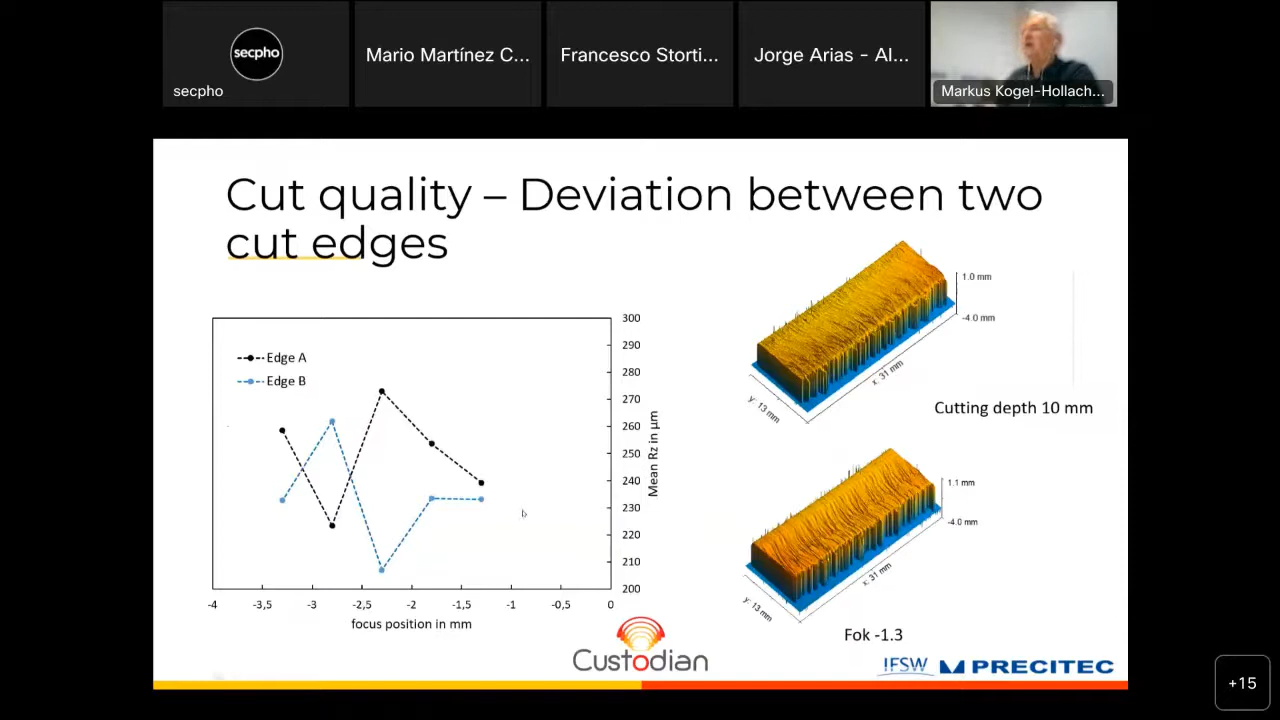 secpho
secpho
Mario Martínez C...
Francesco Storti...
Jorge Arias - Al...
Markus Kogel-Hollach...
Cut quality – Deviation between two
cut edges
Edge A
Edge B
300
290
280
270
260
250
240
230
220
210
200
Mean Rz in µm
-4
-3,5
-3
-2,5
-2
-1,5
-1
-0,5
0
focus position in mm
1.0 mm
-4.0 mm
x: 31 mm
y: 13 mm
Cutting depth 10 mm
1.1 mm
-4.0 mm
x: 31 mm
y: 13 mm
Fok -1.3
Custodian
IFSW
PRECITEC
+15